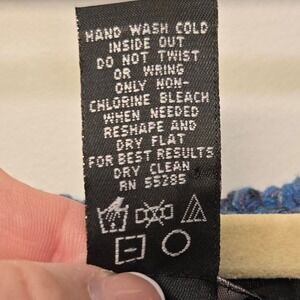 HAND WASH COLD
INSIDE OUT
DO NOT TWIST
OR WRING
ONLY NON-
CHLORINE BLEACH
WHEN NEEDED
RESHAPE AND
DRY FLAT
FOR BEST RESULTS
DRY CLEAN
RN 55285